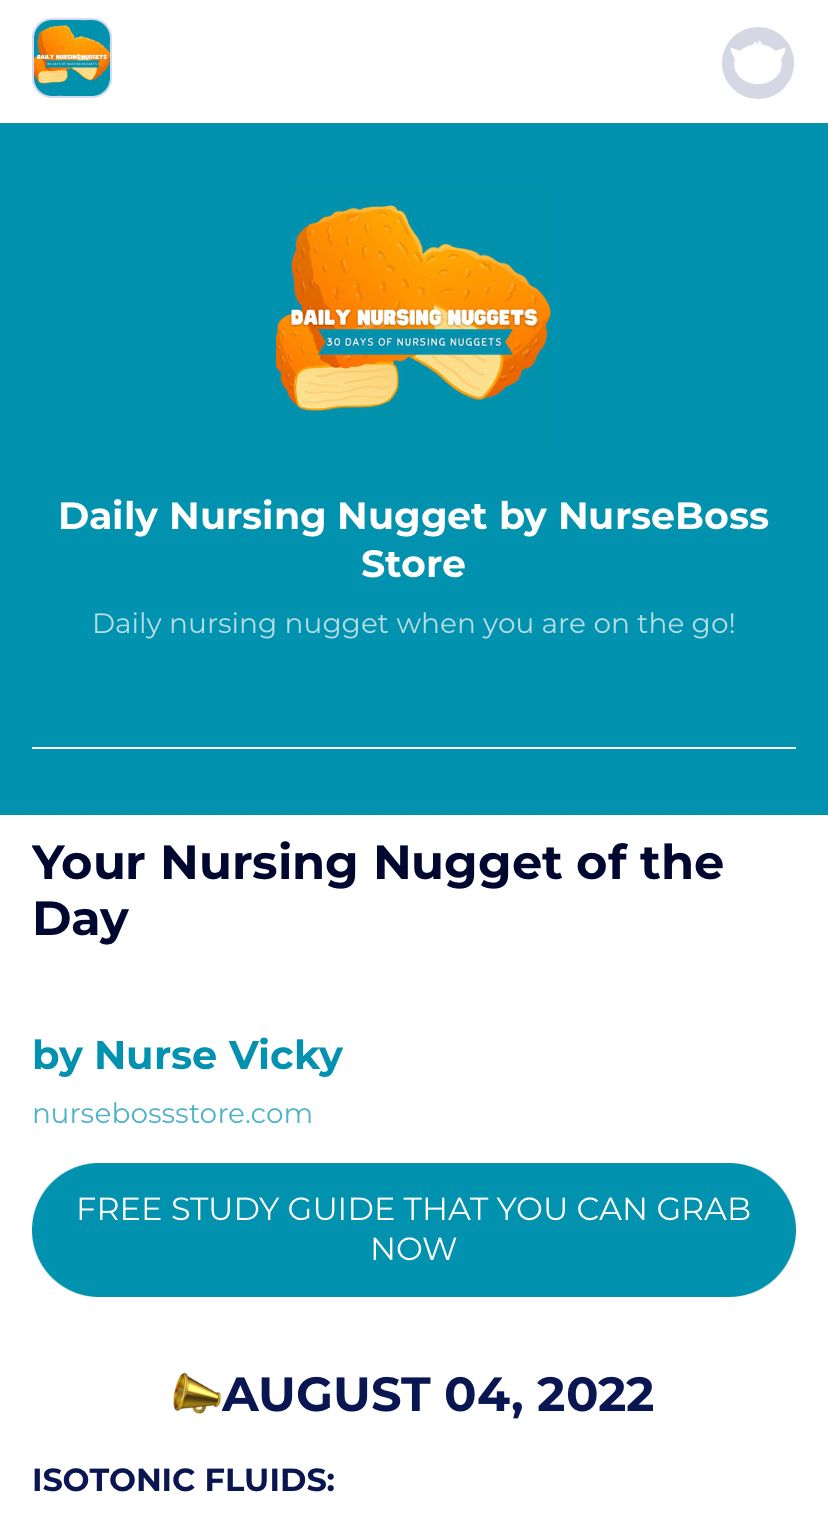 DAILY NURSING NUGGETS
30 DAYS OF NURSING NUGGETS
DAILY NURSING NUGGETS
30 DAYS OF NURSING NUGGETS
Daily Nursing Nugget by NurseBoss
Store
Daily nursing nugget when you are on the go!
Your Nursing Nugget of the
Day
by Nurse Vicky
nursebossstore.com
FREE STUDY GUIDE THAT YOU CAN GRAB
NOW
📣AUGUST 04, 2022
ISOTONIC FLUIDS: